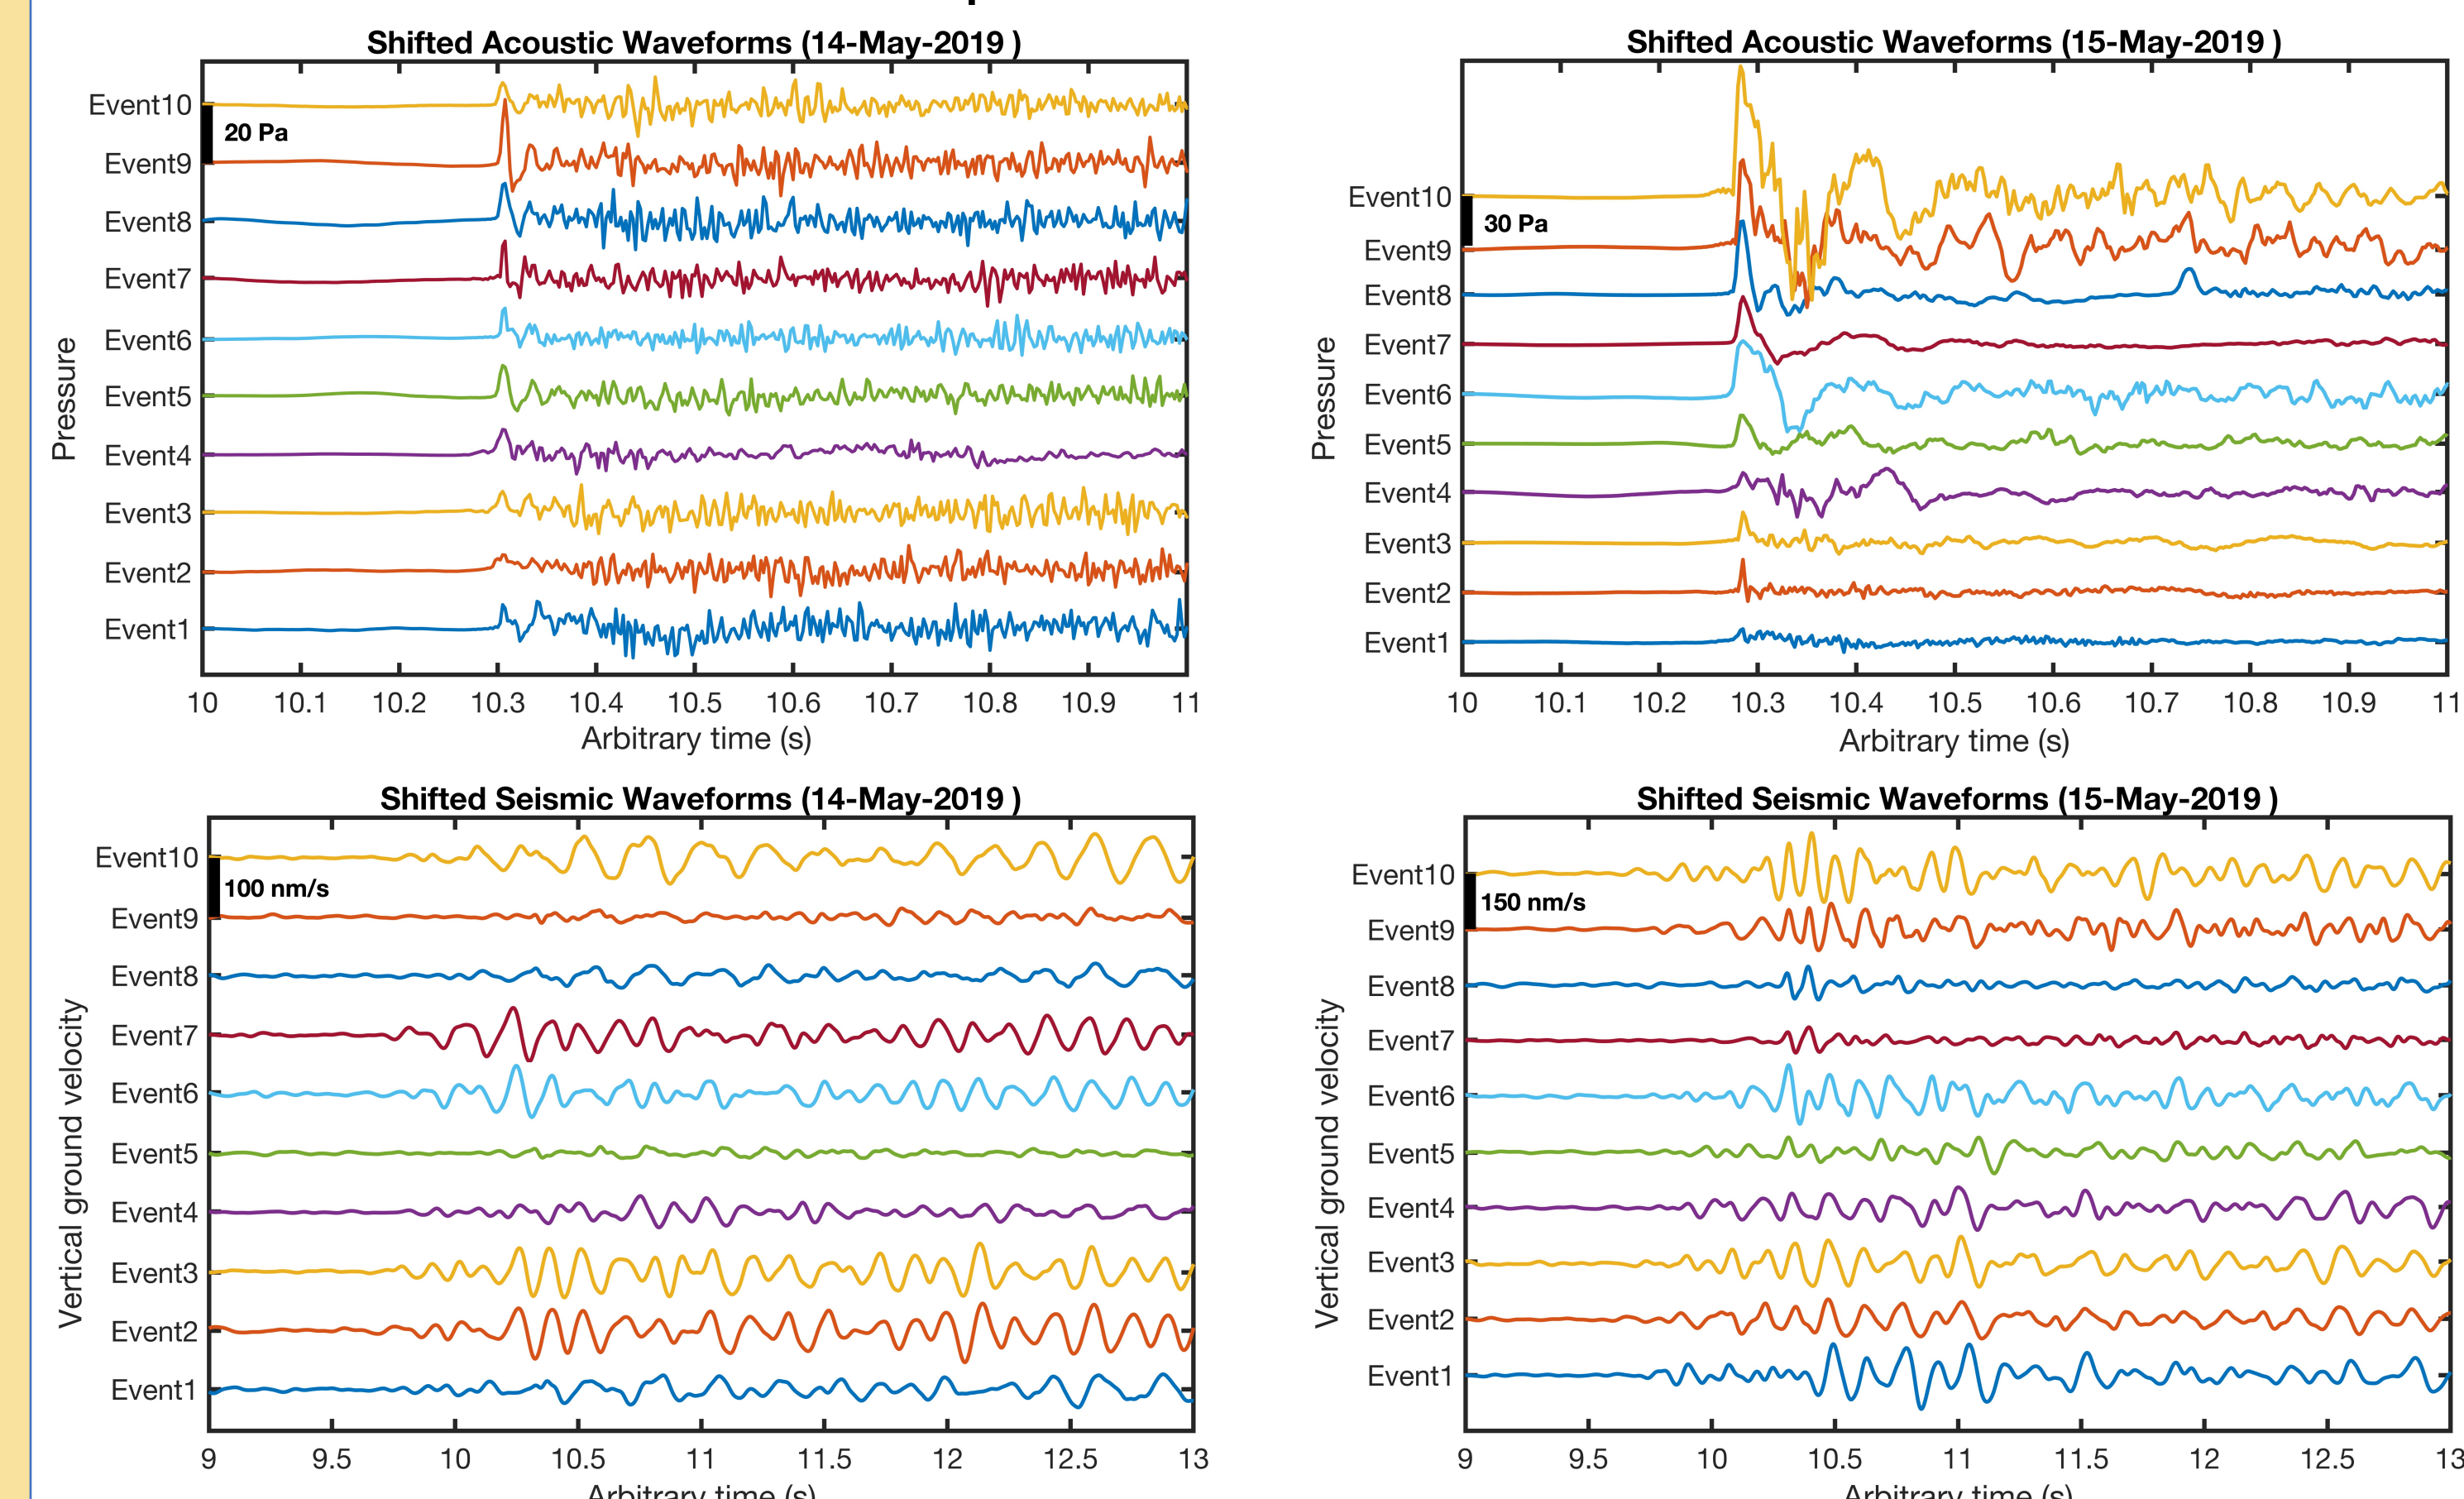 Shifted Acoustic Waveforms (14-May-2019 )
Event10
20 Pa
Event9
Event8
Event7
Event6
Event5
Event4
Event3
Event2
Event1
Pressure
10 10.1 10.2 10.3 10.4 10.5 10.6 10.7 10.8 10.9 11
Arbitrary time (s)
Shifted Acoustic Waveforms (15-May-2019 )
Event10
30 Pa
Event9
Event8
Event7
Event6
Event5
Event4
Event3
Event2
Event1
Pressure
10 10.1 10.2 10.3 10.4 10.5 10.6 10.7 10.8 10.9 11
Arbitrary time (s)
Shifted Seismic Waveforms (14-May-2019 )
Event10
100 nm/s
Event9
Event8
Event7
Event6
Event5
Event4
Event3
Event2
Event1
Vertical ground velocity
9 9.5 10 10.5 11 11.5 12 12.5 13
Arbitrary time (s)
Shifted Seismic Waveforms (15-May-2019 )
Event10
150 nm/s
Event9
Event8
Event7
Event6
Event5
Event4
Event3
Event2
Event1
Vertical ground velocity
9 9.5 10 10.5 11 11.5 12 12.5 13
Arbitrary time (s)